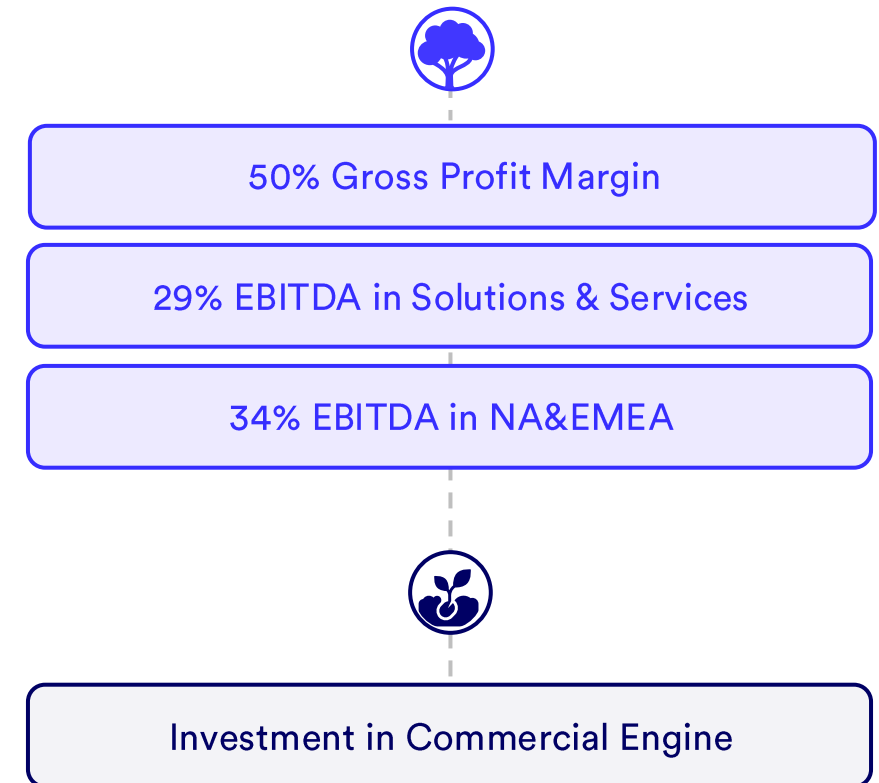 50% Gross Profit Margin
29% EBITDA in Solutions & Services
34% EBITDA in NA&EMEA
Investment in Commercial Engine